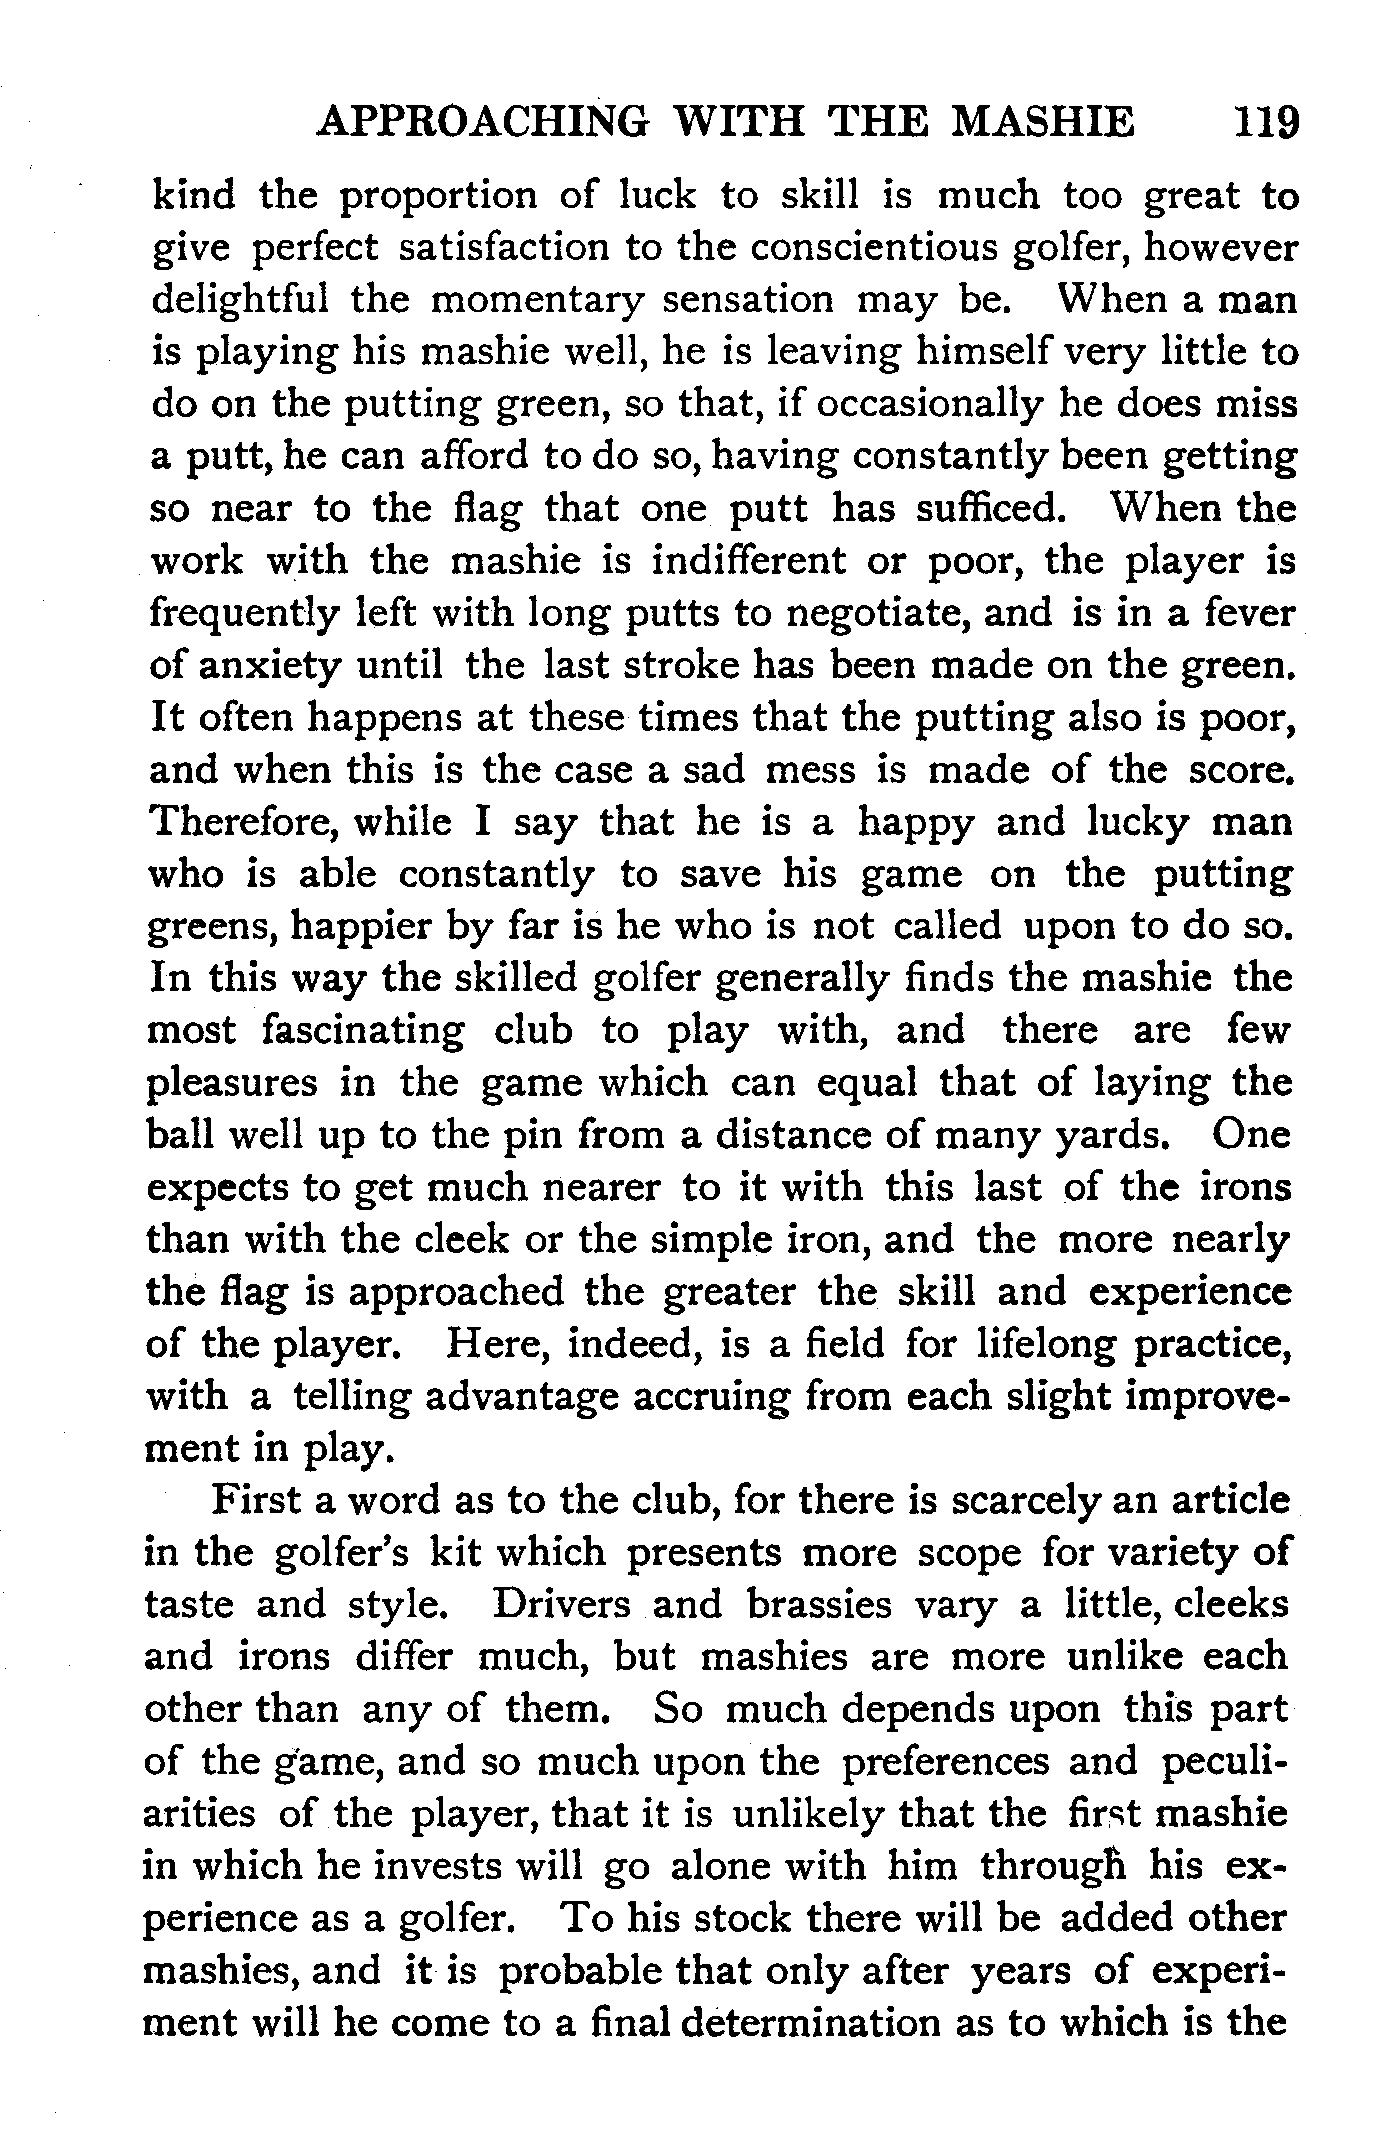 APPROACHING WITH THE MASHIE 119
kind the proportion of luck to skill is much too great to
give perfect satisfaction to the conscientious golfer, however
delightful the momentary sensation may be. When a man
is playing his mashie well, he is leaving himself very little to
do on the putting green, so that, if occasionally he does miss
a putt, he can afford to do so, having constantly been getting
so near to the flag that one putt has sufficed. When the
work with the mashie is indifferent or poor, the player is
frequently left with long putts to negotiate, and is in a fever
of anxiety until the last stroke has been made on the green.
It often happens at these times that the putting also is poor,
and when this is the case a sad mess is made of the score.
Therefore, while I say that he is a happy and lucky man
who is able constantly to save his game on the putting
greens, happier by far is he who is not called upon to do so.
In this way the skilled golfer generally finds the mashie the
most fascinating club to play with, and there are few
pleasures in the game which can equal that of laying the
ball well up to the pin from a distance of many yards. One
expects to get much nearer to it with this last of the irons
than with the cleek or the simple iron, and the more nearly
the flag is approached the greater the skill and experience
of the player. Here, indeed, is a field for lifelong practice,
with a telling advantage accruing from each slight improve-
ment in play.
First a word as to the club, for there is scarcely an article
in the golfer's kit which presents more scope for variety of
taste and style. Drivers and brassies vary a little, cleeks
and irons differ much, but mashies are more unlike each
other than any of them. So much depends upon this part
of the game, and so much upon the preferences and peculi-
arities of the player, that it is unlikely that the first mashie
in which he invests will go alone with him through his ex-
perience as a golfer. To his stock there will be added other
mashies, and it is probable that only after years of experi-
ment will he come to a final determination as to which is the